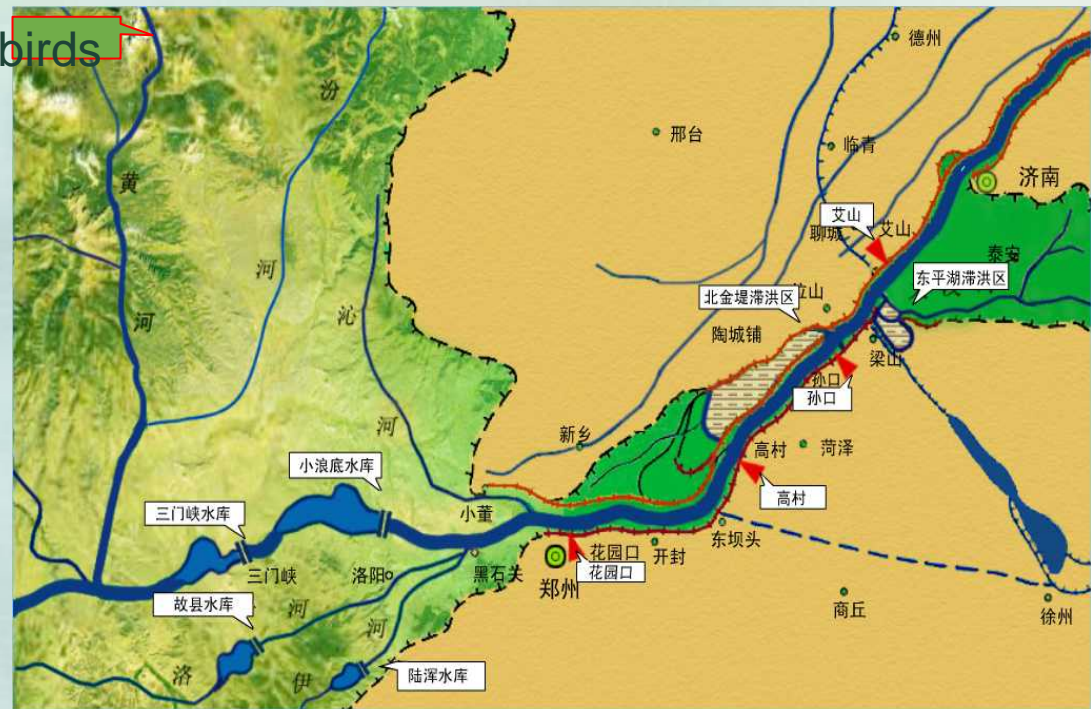 birds
德州
汾
邢台
临青
黄
济南
艾山
聊城
艾山
泰安
河
东平湖滞洪区
北金堤滞洪区
河
沁
陶城铺
梁山
孙口
孙口
新乡
河
高村
菏泽
小浪底水库
高村
三门峡水库
小董
东坝头
花园口
开封
三门峡
洛阳
黑石关
花园口
郑州
故县水库
河
河
商丘
徐州
洛
伊
陆浑水库